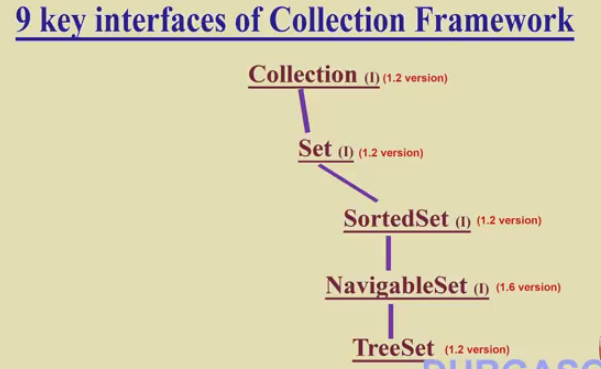 9 key interfaces of Collection Framework
Collection (I) (1.2 version)
Set (I) (1.2 version)
SortedSet (I) (1.2 version)
NavigableSet (I) (1.6 version)
TreeSet (1.2 version)